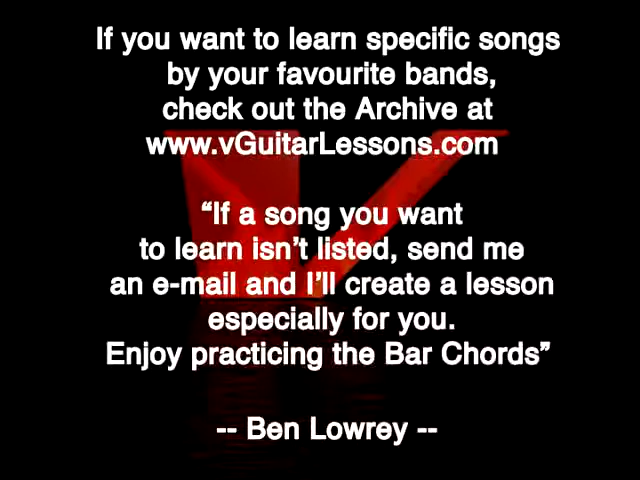 If you want to learn specific songs
by your favourite bands,
check out the Archive at
www.vGuitarLessons.com
“If a song you want
to learn isn’t listed, send me
an e-mail and I’ll create a lesson
especially for you.
Enjoy practicing the Bar Chords”
-- Ben Lowrey --